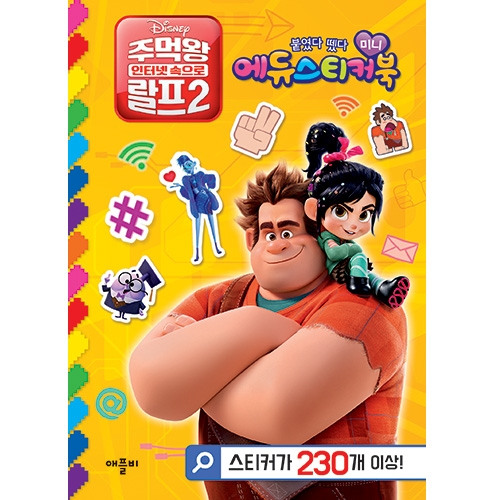 Disney
주먹왕
인터넷 속으로
랄프2
붙였다 뗐다
미니
에듀스티커북
#
@
애플비
스티커가 230개 이상!